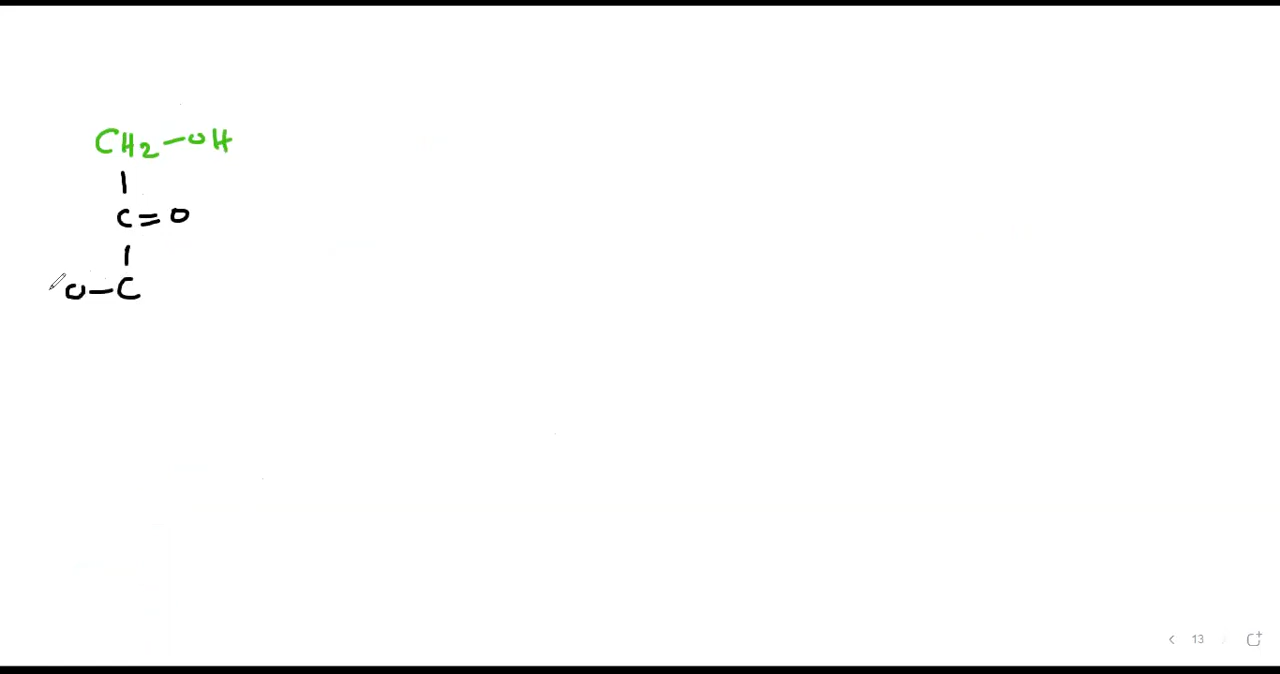 CH2-OH
|
C=O
|
O-C
< 13